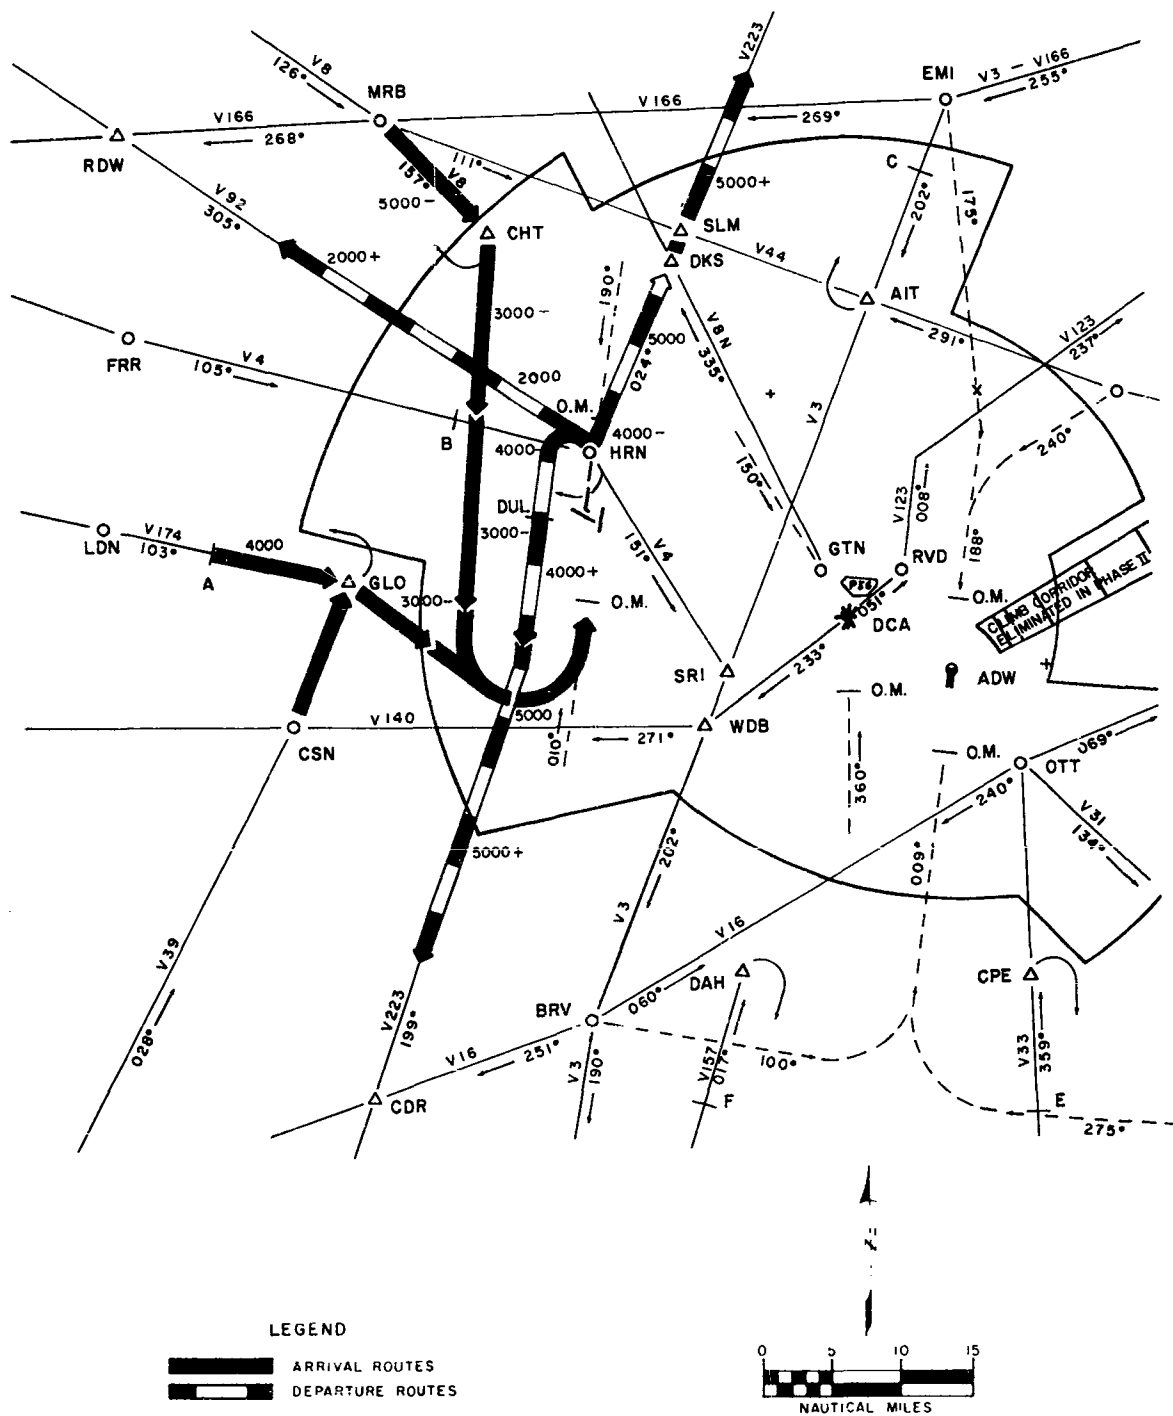 V8
126°
MRB
V223
EMI
V3 - V166
255°
V166
269°
V166
268°
RDW
V8
157°
5000-
111°
C
202°
175°
5000+
V92
305°
CHT
SLM
DKS
V44
2000+
AIT
190°
3000-
FRR
V4
105°
5000
024°
V8N
335°
291°
V123
237°
2000
O.M.
V3
B
4000-
4000-
HRN
240°
150°
V123
008°
DUL
3000-
LDN
V174
103°
4000
A
GLO
V4
151°
188°
GTN
RVD
4000+
3000-
O.M.
P56
051°
DCA
O.M.
CLIMB CORRIDOR
ELIMINATED IN PHASE II
233°
SRI
O.M.
ADW
CSN
V140
5000
010°
271°
WDB
O.M.
OTT
069°
360°
240°
V31
134°
5000+
202°
009°
V3
V16
V39
028°
DAH
CPE
BRV
060°
V223
199°
V16
251°
V3
190°
V157
017°
100°
V33
359°
CDR
F
E
275°
LEGEND
ARRIVAL ROUTES
DEPARTURE ROUTES
0 5 10 15
NAUTICAL MILES